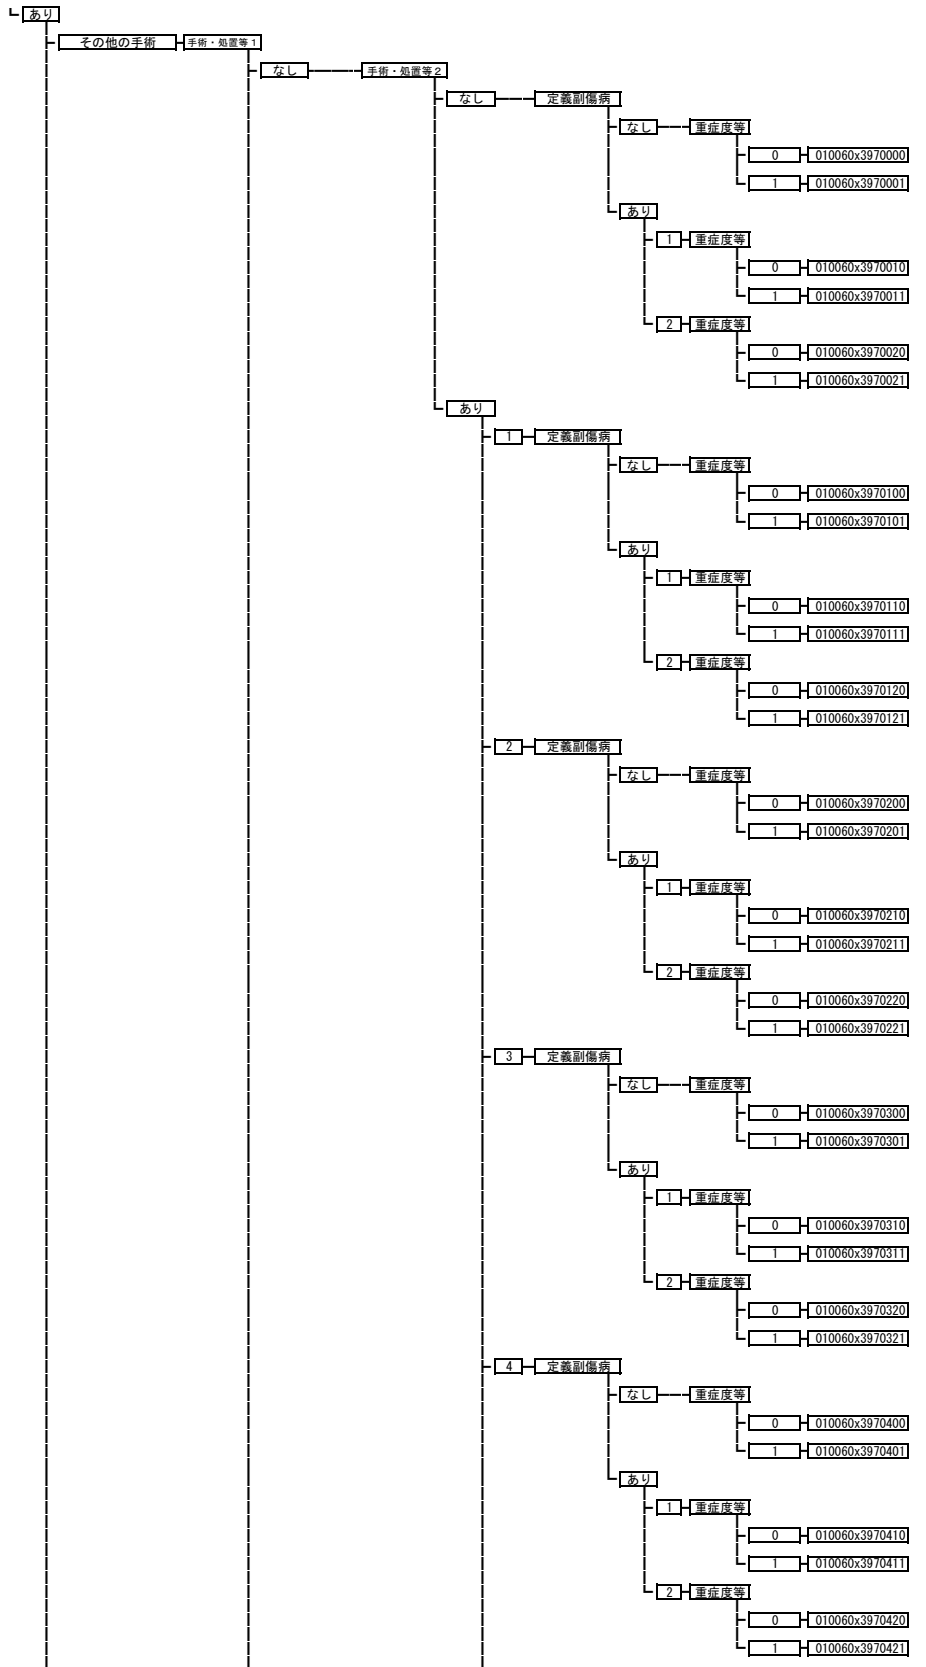 あり
その他の手術 手術・処置等1
なし 手術・処置等2
なし 定義副傷病
なし 重症度等
0 010060x3970000
1 010060x3970001
あり
1 重症度等
0 010060x3970010
1 010060x3970011
2 重症度等
0 010060x3970020
1 010060x3970021
あり
1 定義副傷病
なし 重症度等
0 010060x3970100
1 010060x3970101
あり
1 重症度等
0 010060x3970110
1 010060x3970111
2 重症度等
0 010060x3970120
1 010060x3970121
2 定義副傷病
なし 重症度等
0 010060x3970200
1 010060x3970201
あり
1 重症度等
0 010060x3970210
1 010060x3970211
2 重症度等
0 010060x3970220
1 010060x3970221
3 定義副傷病
なし 重症度等
0 010060x3970300
1 010060x3970301
あり
1 重症度等
0 010060x3970310
1 010060x3970311
2 重症度等
0 010060x3970320
1 010060x3970321
4 定義副傷病
なし 重症度等
0 010060x3970400
1 010060x3970401
あり
1 重症度等
0 010060x3970410
1 010060x3970411
2 重症度等
0 010060x3970420
1 010060x3970421